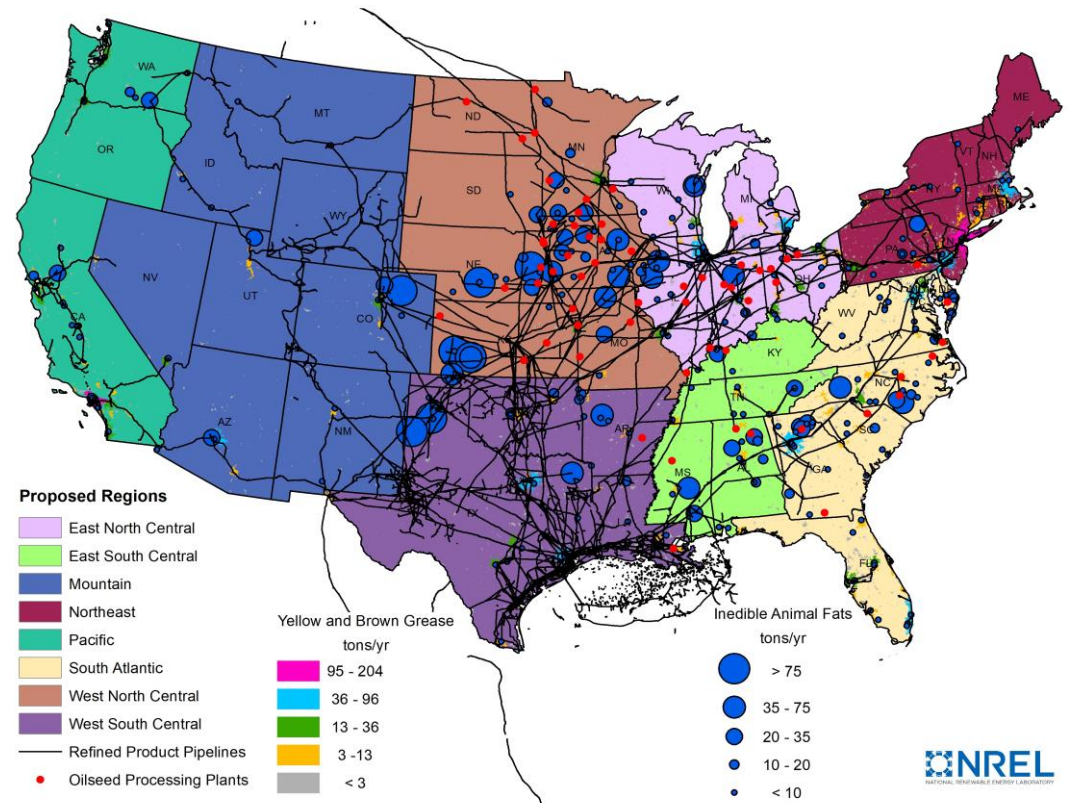 WA
OR
CA
ID
NV
MT
WY
UT
CO
AZ
NM
ND
SD
NE
MN
MO
AR
TX
WI
MI
OH
KY
TN
MS
AL
GA
FL
SC
NC
WV
PA
NY
VT
NH
MA
ME
Proposed Regions
East North Central
East South Central
Mountain
Northeast
Pacific
South Atlantic
West North Central
West South Central
Refined Product Pipelines
Oilseed Processing Plants
Yellow and Brown Grease
tons/yr
95 - 204
36 - 96
13 - 36
3 -13
< 3
Inedible Animal Fats
tons/yr
> 75
35 - 75
20 - 35
10 - 20
< 10
NREL
NATIONAL RENEWABLE ENERGY LABORATORY